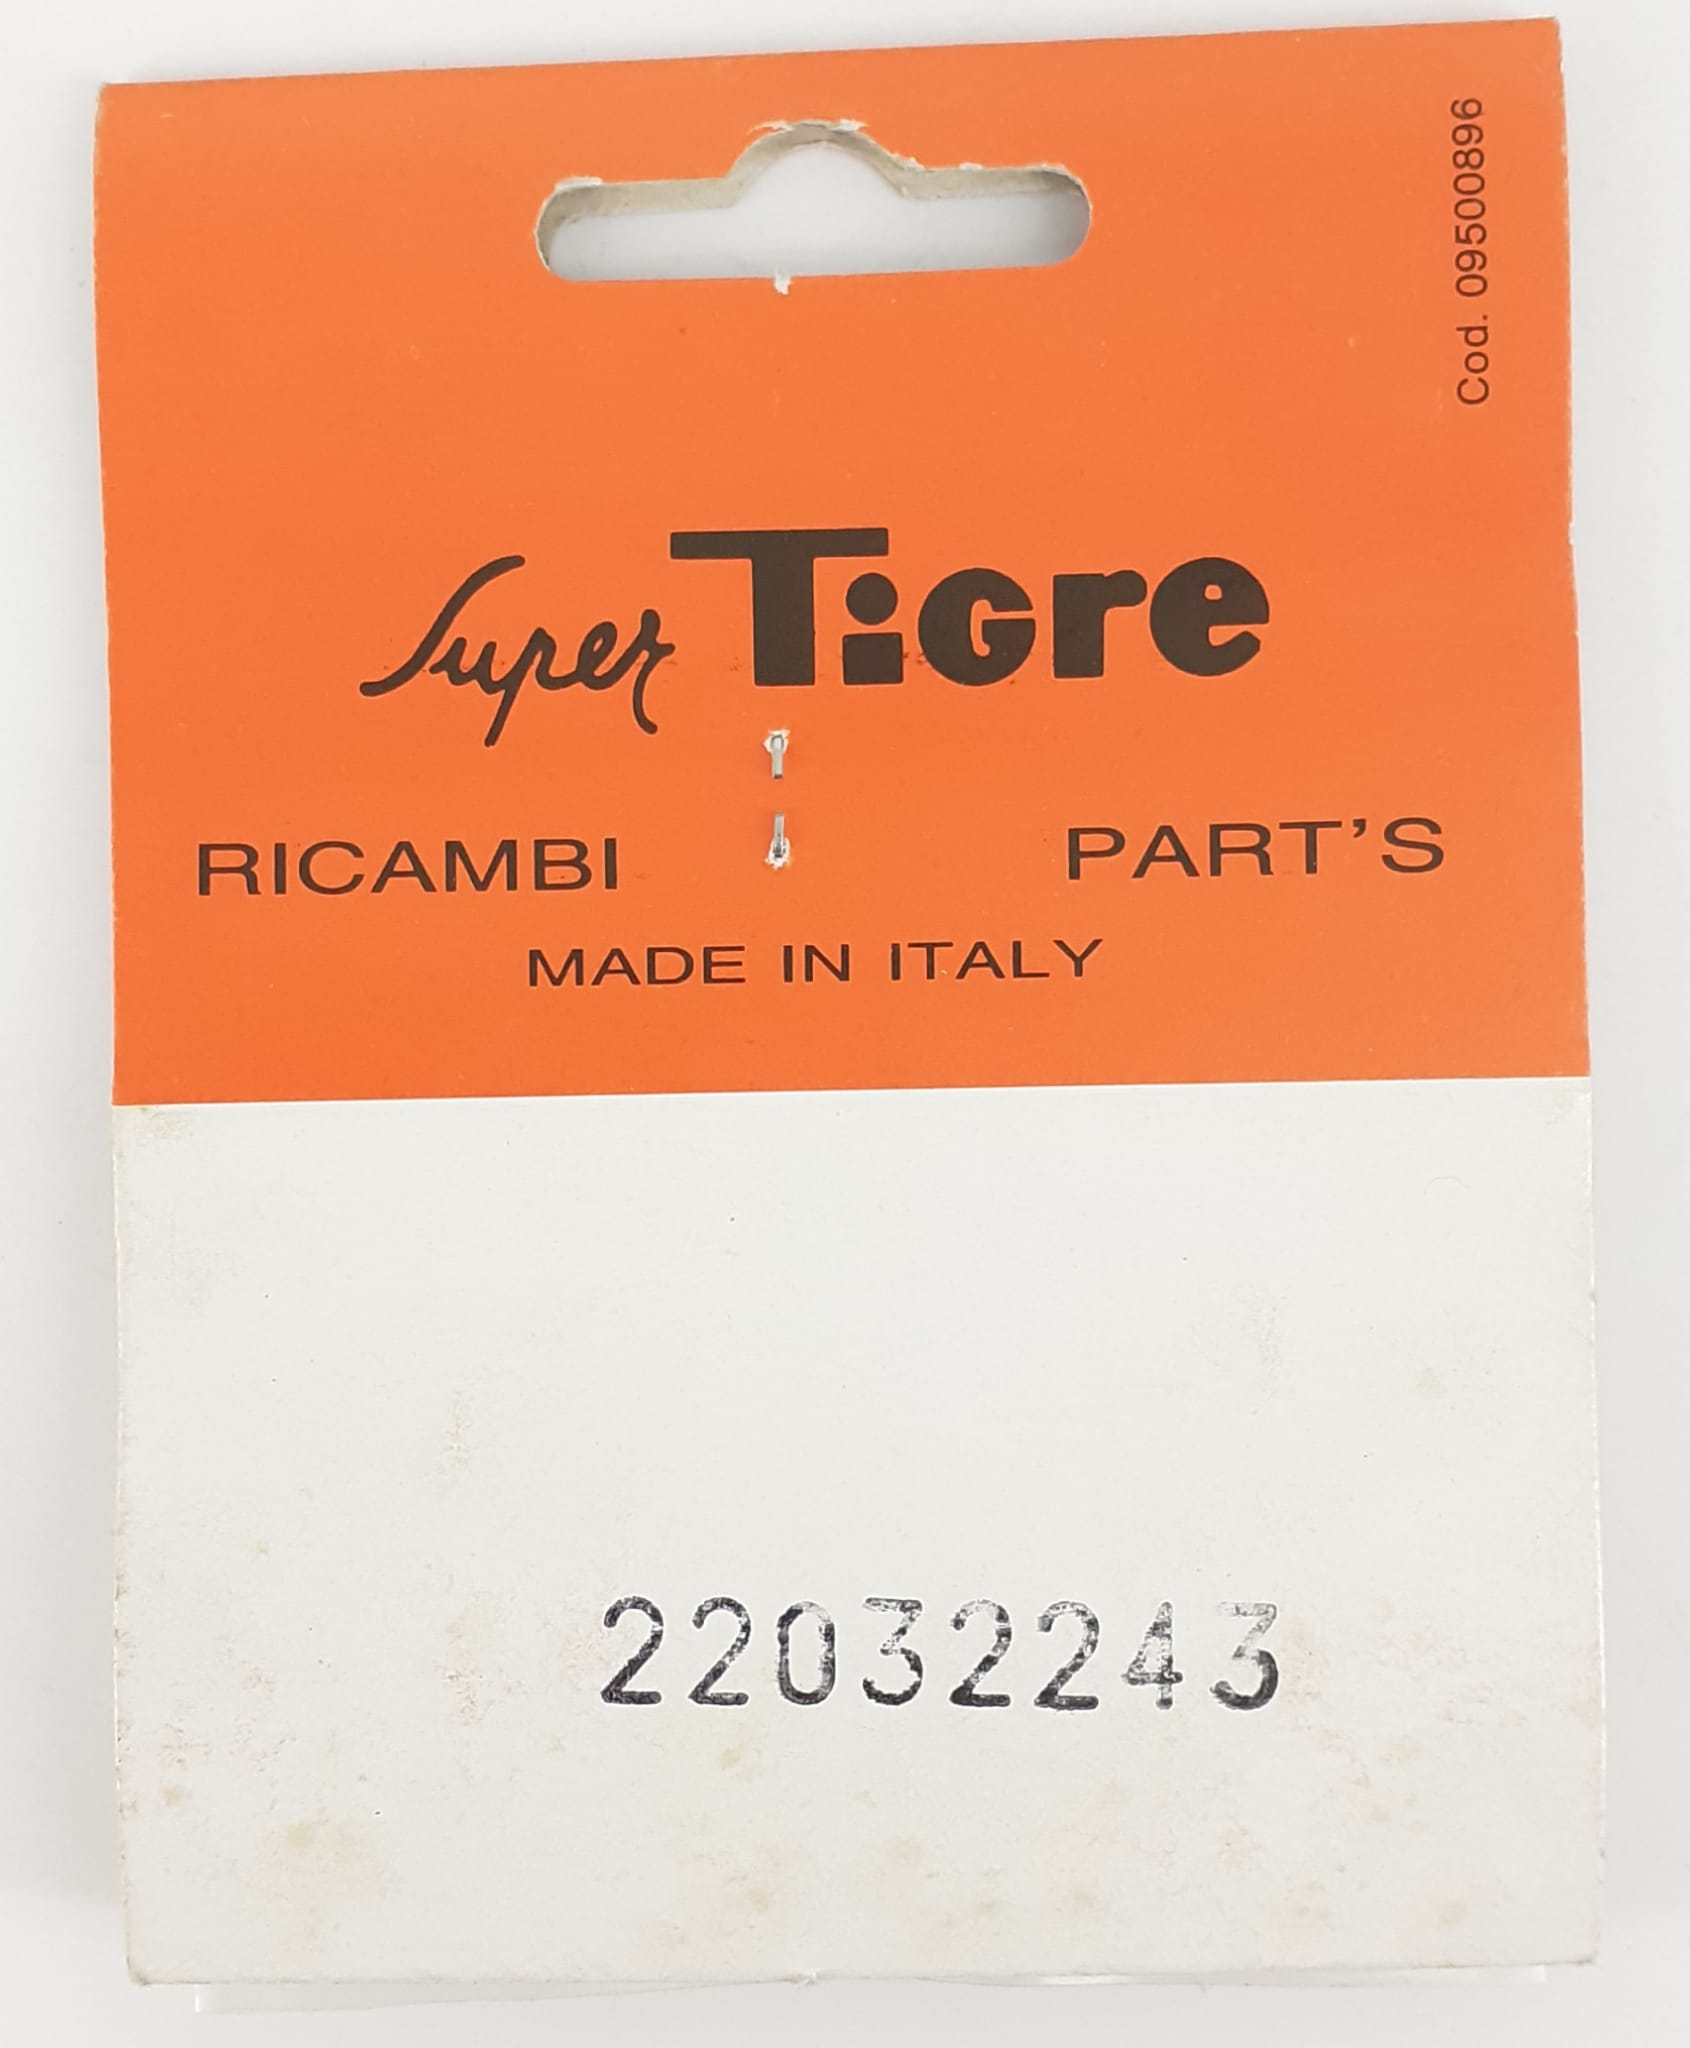 Cod. 09500896
Super Tigre
RICAMBI PART'S
MADE IN ITALY
22032243